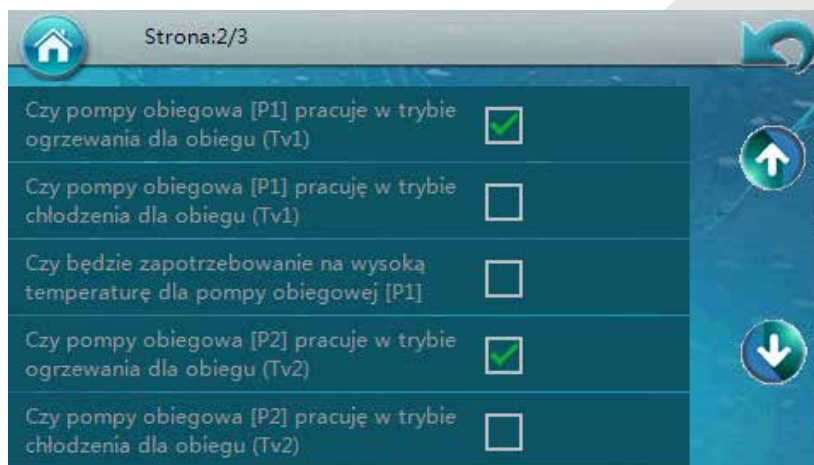 Strona:2/3
Czy pompy obiegowa [P1] pracuje w trybie
ogrzewania dla obiegu (Tv1)
Czy pompy obiegowa [P1] pracuję w trybie
chłodzenia dla obiegu (Tv1)
Czy będzie zapotrzebowanie na wysoką
temperaturę dla pompy obiegowej [P1]
Czy pompy obiegowa [P2] pracuje w trybie
ogrzewania dla obiegu (Tv2)
Czy pompy obiegowa [P2] pracuję w trybie
chłodzenia dla obiegu (Tv2)